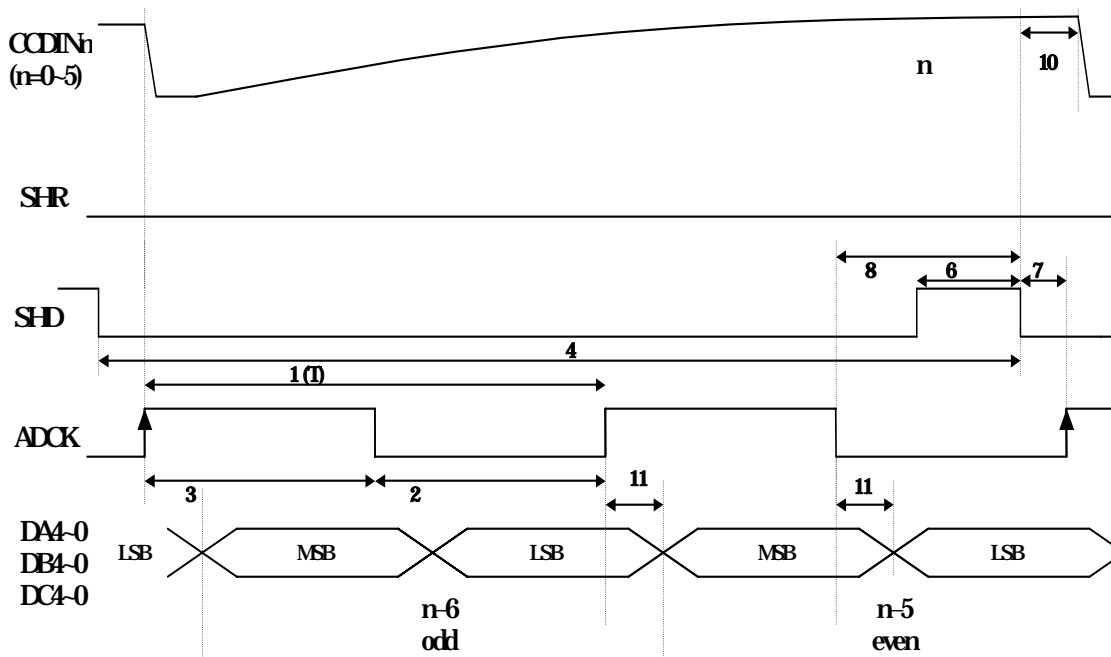 CCDINn
(n=0~5)
n
10
SHR
8
6
7
SHD
4
1 (T)
ADCK
3
2
11
11
DA4~0
DB4~0
DC4~0
LSB
MSB
LSB
MSB
LSB
n-6
odd
n-5
even